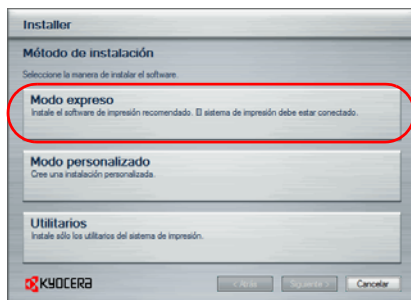 Installer
Método de instalación
Seleccione la manera de instalar el software.
Modo expreso
Instale el software de impresión recomendado. El sistema de impresión debe estar conectado.
Modo personalizado
Cree una instalación personalizada.
Utilitarios
Instale sólo los utilitarios del sistema de impresión.
KYOCERA
< Atrás
Siguiente >
Cancelar